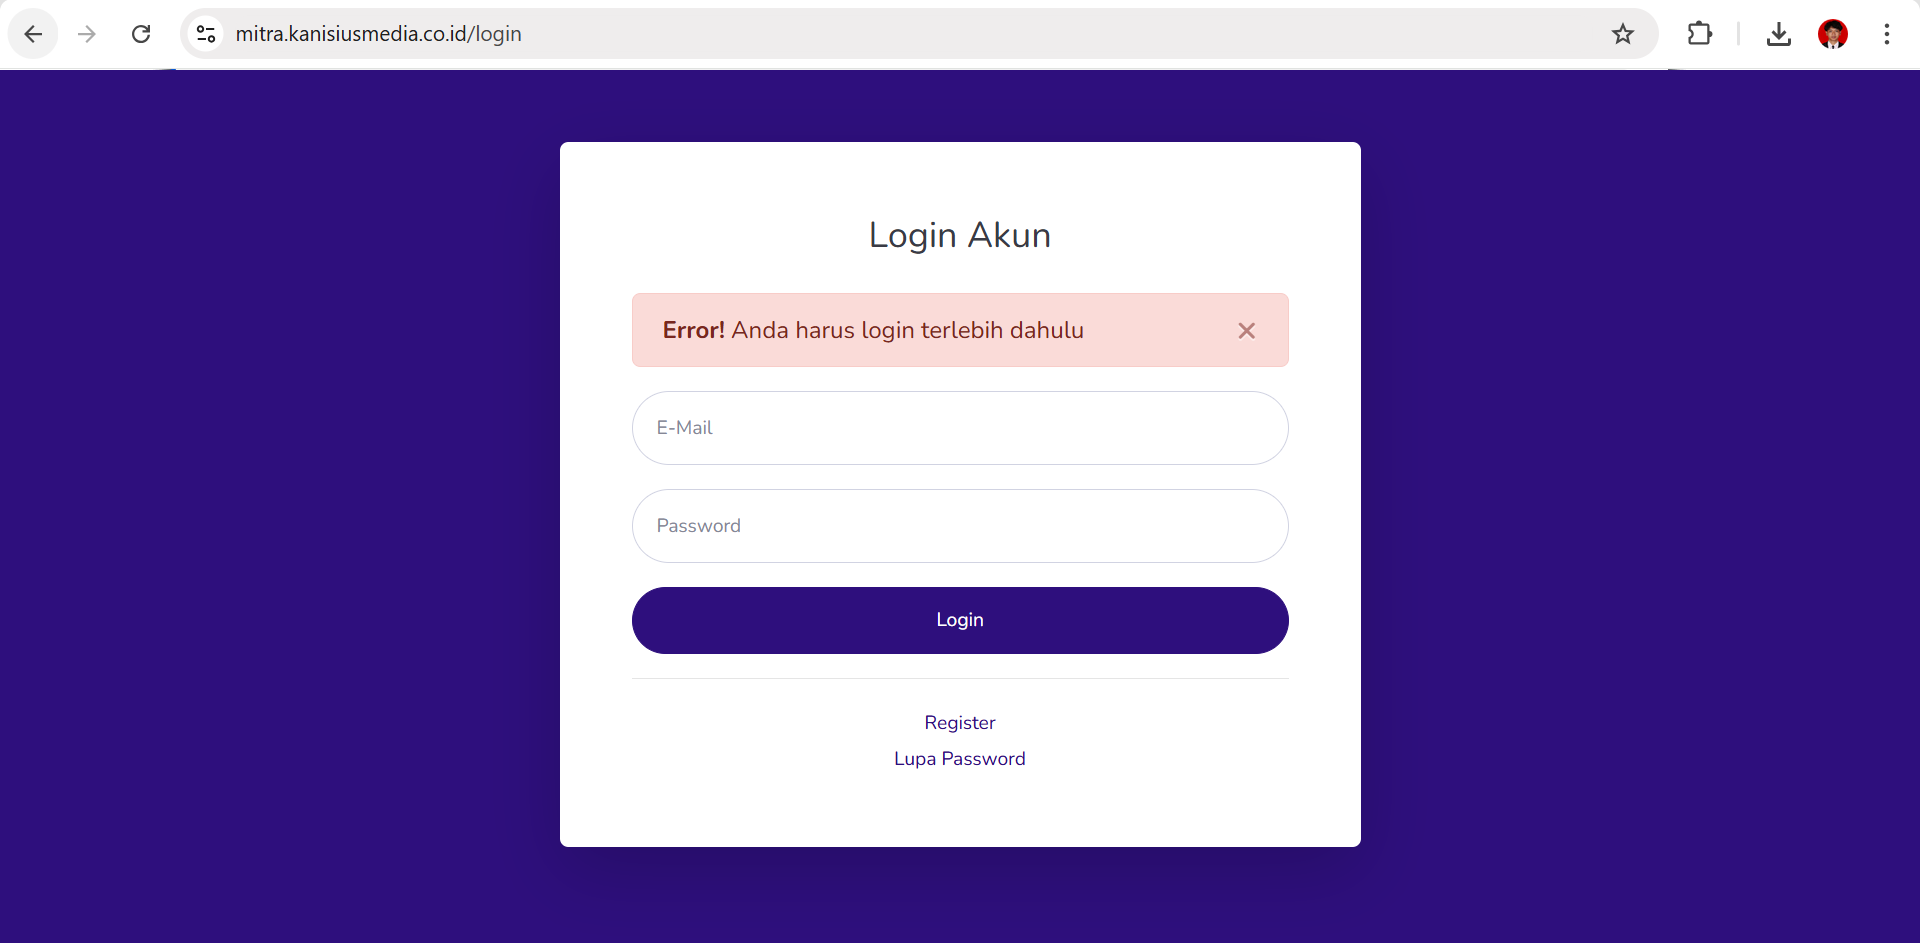 mitra.kanisiusmedia.co.id/login
Login Akun
Error! Anda harus login terlebih dahulu
E-Mail
Password
Login
Register
Lupa Password